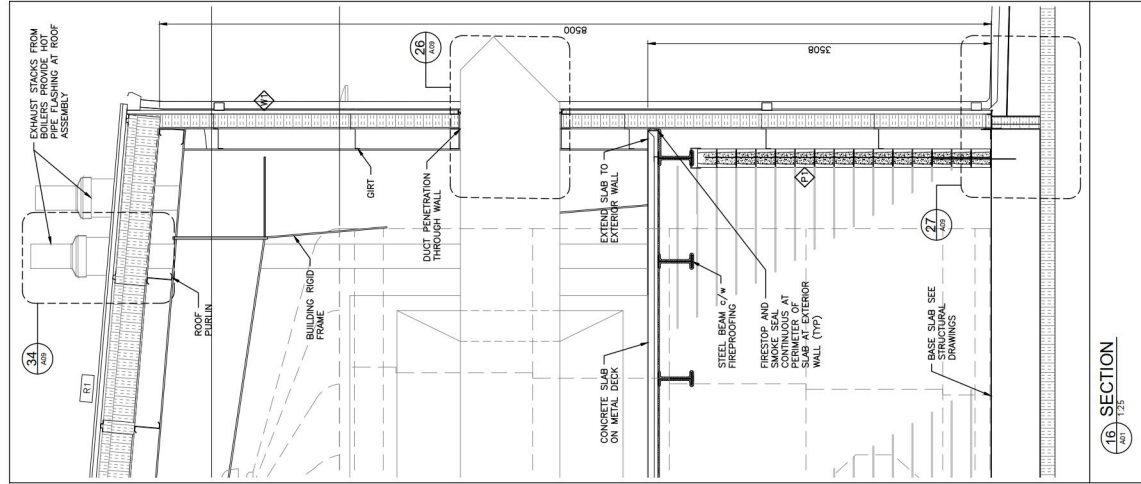 EXHAUST STACKS FROM
BOILERS PROVIDE HOT
PIPE FLASHING AT ROOF
ASSEMBLY
34
A09
R1
ROOF
PURLIN
BUILDING RIGID
FRAME
GIRT
W1
8500
26
A09
DUCT PENETRATION
THROUGH WALL
3508
EXTEND SLAB TO
EXTERIOR WALL
CONCRETE SLAB
ON METAL DECK
STEEL BEAM c/w
FIREPROOFING
FIRESTOP AND
SMOKE SEAL
CONTINUOUS AT
PERIMETER OF
SLAB AT EXTERIOR
WALL (TYP)
P1
27
A09
BASE SLAB SEE
STRUCTURAL
DRAWINGS
16
A01
SECTION
1:25